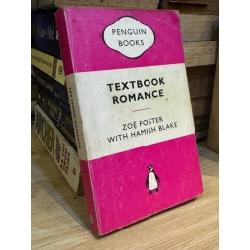 PENGUIN
BOOKS
TEXTBOOK
ROMANCE
ZOË FOSTER
WITH HAMISH BLAKE